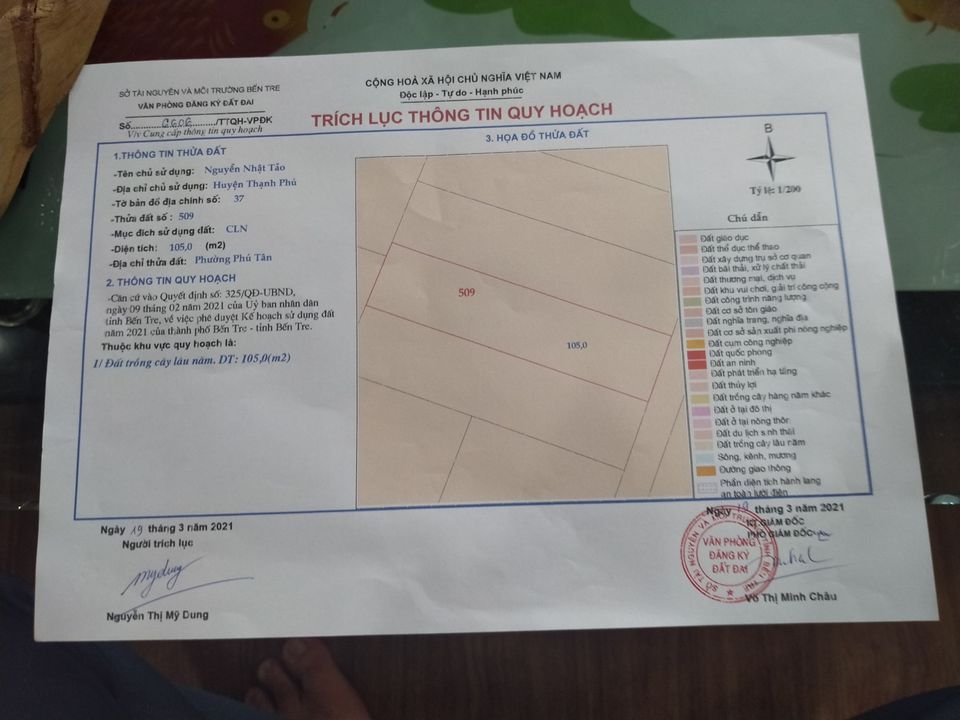 SỞ TÀI NGUYÊN VÀ MÔI TRƯỜNG BẾN TRE
VĂN PHÒNG ĐĂNG KÝ ĐẤT ĐAI
Số................/TTQH-VPĐK
V/v Cung cấp thông tin quy hoạch
CỘNG HOÀ XÃ HỘI CHỦ NGHĨA VIỆT NAM
Độc lập - Tự do - Hạnh phúc
TRÍCH LỤC THÔNG TIN QUY HOẠCH
1.THÔNG TIN THỬA ĐẤT
-Tên chủ sử dụng: Nguyễn Nhật Tảo
-Địa chỉ chủ sử dụng: Huyện Thạnh Phú
-Tờ bản đồ địa chính số: 37
-Thửa đất số : 509
-Mục đích sử dụng đất: CLN
-Diện tích: 105,0 (m2)
-Địa chỉ thửa đất: Phường Phú Tân
2. THÔNG TIN QUY HOẠCH
-Căn cứ vào Quyết định số: 325/QĐ-UBND,
ngày 09 tháng 02 năm 2021 của Uỷ ban nhân dân
tỉnh Bến Tre, về việc phê duyệt Kế hoạch sử dụng đất
năm 2021 của thành phố Bến Tre - tỉnh Bến Tre.
Thuộc khu vực quy hoạch là:
1/ Đất trồng cây lâu năm. DT: 105,0(m2)
3. HỌA ĐỒ THỬA ĐẤT
509
105,0
B
Tỷ lệ: 1/200
Chú dẫn
Đất giáo dục
Đất thể dục thể thao
Đất xây dựng trụ sở cơ quan
Đất bãi thải, xử lý chất thải
Đất thương mại, dịch vụ
Đất khu vui chơi, giải trí công cộng
Đất công trình năng lượng
Đất cơ sở tôn giáo
Đất nghĩa trang, nghĩa địa
Đất cơ sở sản xuất phi nông nghiệp
Đất cụm công nghiệp
Đất quốc phòng
Đất an ninh
Đất phát triển hạ tầng
Đất thủy lợi
Đất trồng cây hàng năm khác
Đất ở tại đô thị
Đất ở tại nông thôn
Đất du lịch sinh thái
Đất trồng cây lâu năm
Sông, kênh, mương
Đường giao thông
Phần diện tích hành lang
an toàn lưới điện
Ngày 19 tháng 3 năm 2021
Người trích lục
Nguyễn Thị Mỹ Dung
Ngày 19 tháng 3 năm 2021
KT GIÁM ĐỐC
PHÓ GIÁM ĐỐC
VĂN PHÒNG
ĐĂNG KÝ
ĐẤT ĐAI
Võ Thị Minh Châu